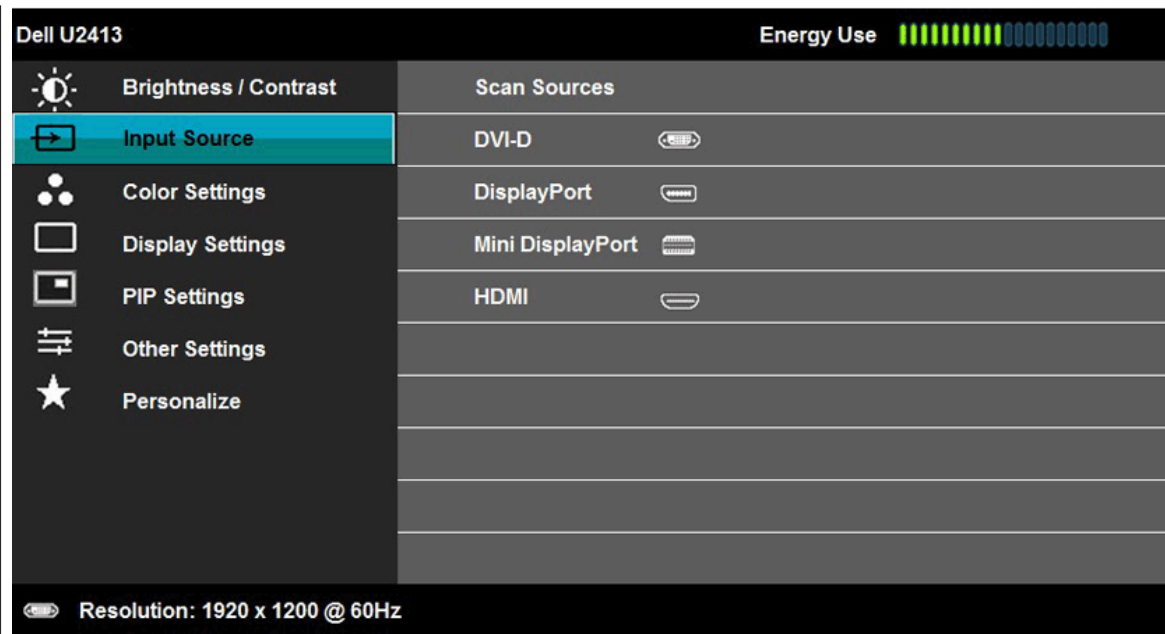 Dell U2413 Energy Use
Brightness / Contrast Scan Sources
Input Source DVI-D
Color Settings DisplayPort
Display Settings Mini DisplayPort
PIP Settings HDMI
Other Settings
Personalize
Resolution: 1920 x 1200 @ 60Hz